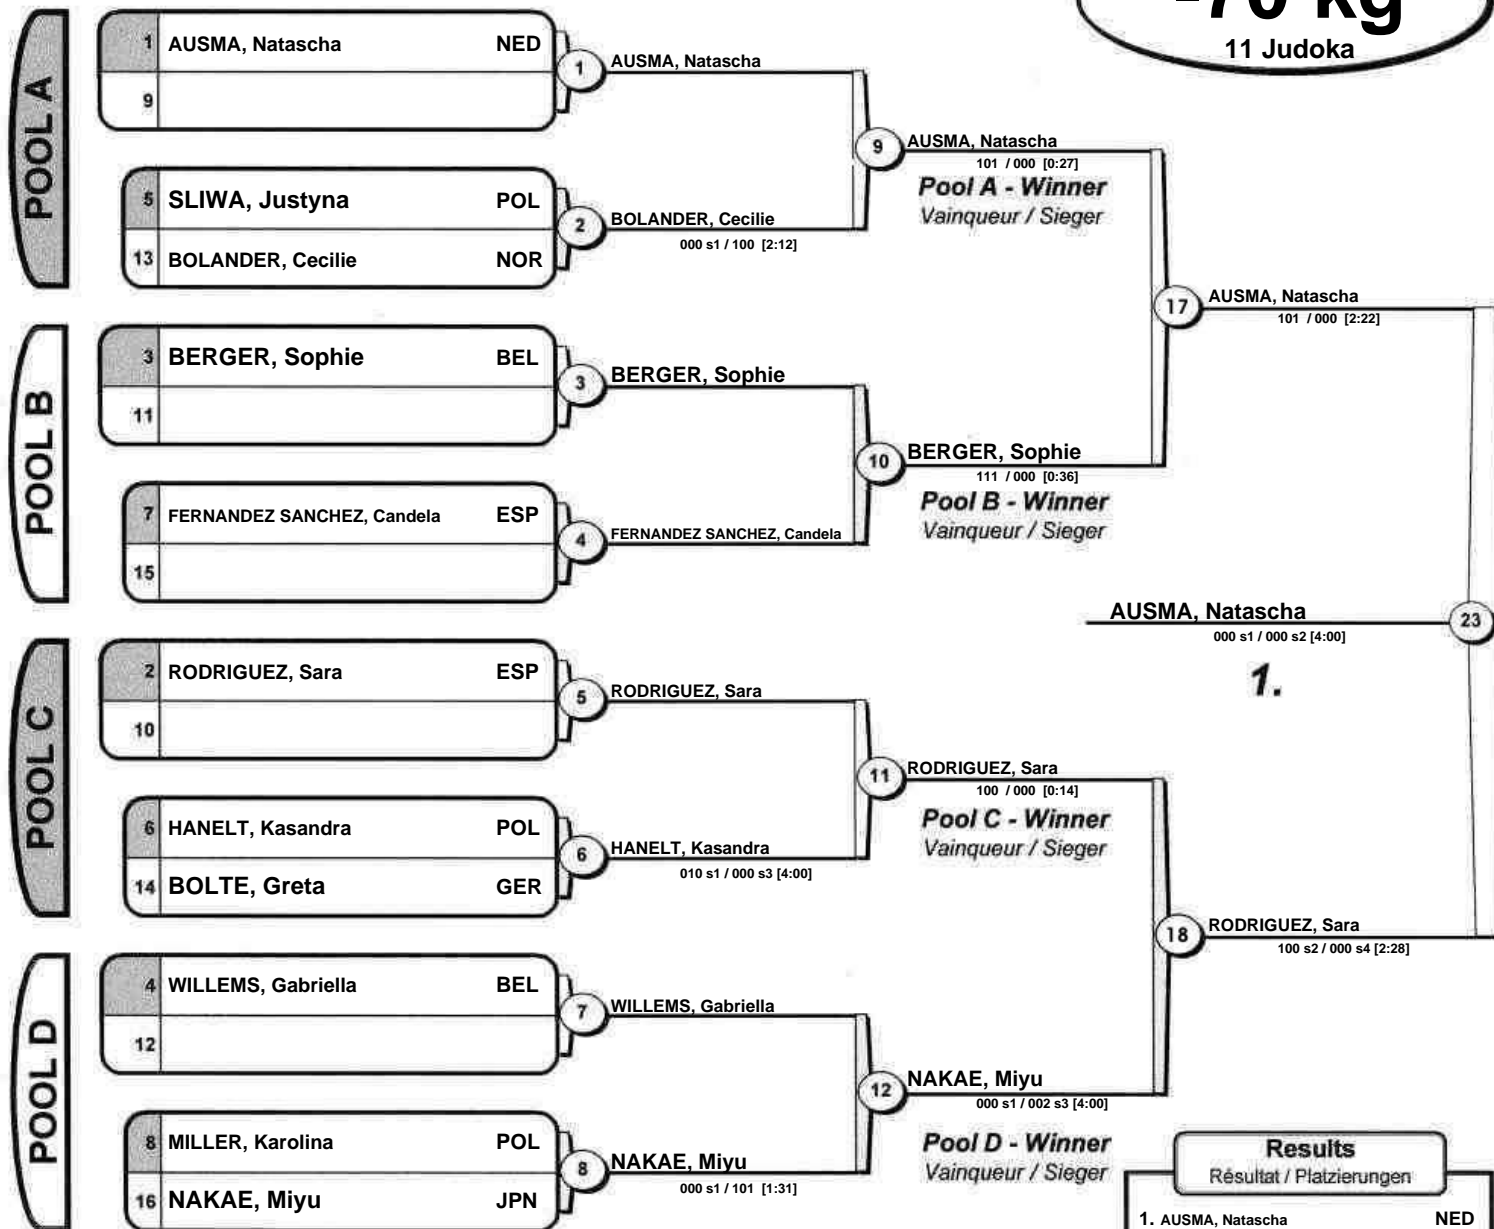 -70 kg
11 Judoka
POOL A
1 AUSMA, Natascha NED
9
5 SLIWA, Justyna POL
13 BOLANDER, Cecilie NOR
1 AUSMA, Natascha
2 BOLANDER, Cecilie
000 s1 / 100 [2:12]
9 AUSMA, Natascha
101 / 000 [0:27]
Pool A - Winner
Vainqueur / Sieger
POOL B
3 BERGER, Sophie BEL
11
7 FERNANDEZ SANCHEZ, Candela ESP
15
3 BERGER, Sophie
4 FERNANDEZ SANCHEZ, Candela
10 BERGER, Sophie
111 / 000 [0:36]
Pool B - Winner
Vainqueur / Sieger
17 AUSMA, Natascha
101 / 000 [2:22]
AUSMA, Natascha 23
000 s1 / 000 s2 [4:00]
1.
POOL C
2 RODRIGUEZ, Sara ESP
10
6 HANELT, Kasandra POL
14 BOLTE, Greta GER
5 RODRIGUEZ, Sara
6 HANELT, Kasandra
010 s1 / 000 s3 [4:00]
11 RODRIGUEZ, Sara
100 / 000 [0:14]
Pool C - Winner
Vainqueur / Sieger
18 RODRIGUEZ, Sara
100 s2 / 000 s4 [2:28]
POOL D
4 WILLEMS, Gabriella BEL
12
8 MILLER, Karolina POL
16 NAKAE, Miyu JPN
7 WILLEMS, Gabriella
8 NAKAE, Miyu
000 s1 / 101 [1:31]
12 NAKAE, Miyu
000 s1 / 002 s3 [4:00]
Pool D - Winner
Vainqueur / Sieger
Results
Résultat / Platzierungen
1. AUSMA, Natascha NED